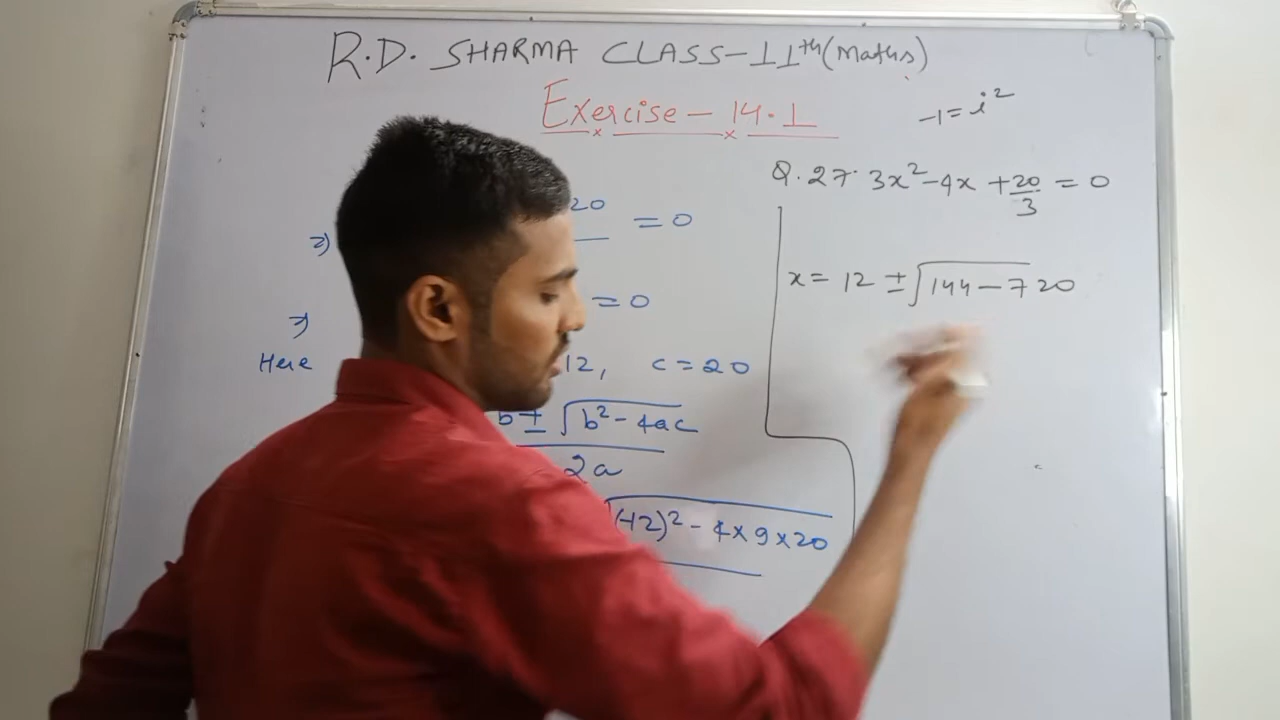 R.D. SHARMA CLASS-11th (Maths)
Exercise - 14.1
-1 = i²
Q.27. 3x² - 4x + 20/3 = 0
20 = 0
= 0
Here 12, c = 20
b ± √b² - 4ac
2a
(-12)² - 4 × 9 × 20
x = 12 ± √144 - 720